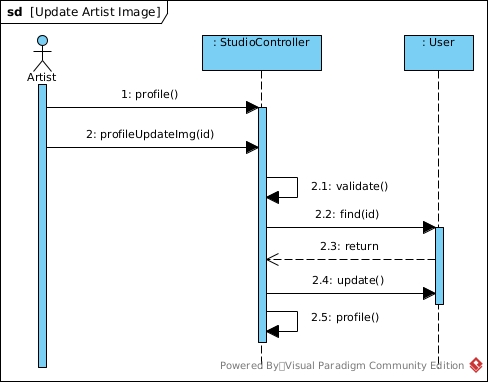 sd [Update Artist Image]
: StudioController
: User
Artist
1: profile()
2: profileUpdateImg(id)
2.1: validate()
2.2: find(id)
2.3: return
2.4: update()
2.5: profile()
Powered By Visual Paradigm Community Edition